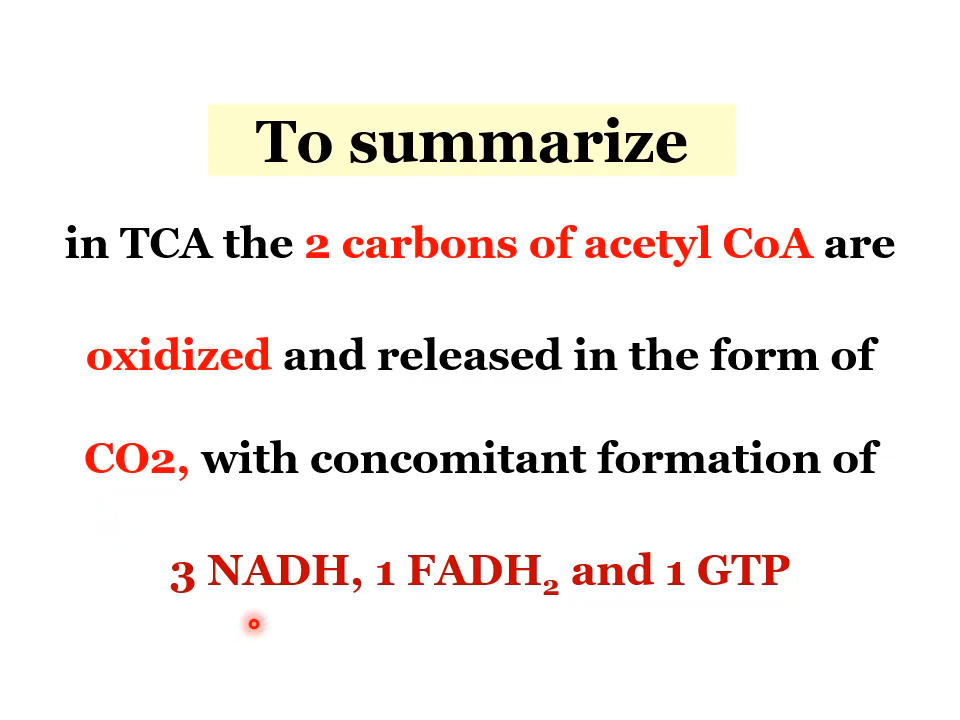 To summarize
in TCA the 2 carbons of acetyl CoA are
oxidized and released in the form of
CO2, with concomitant formation of
3 NADH, 1 FADH₂ and 1 GTP